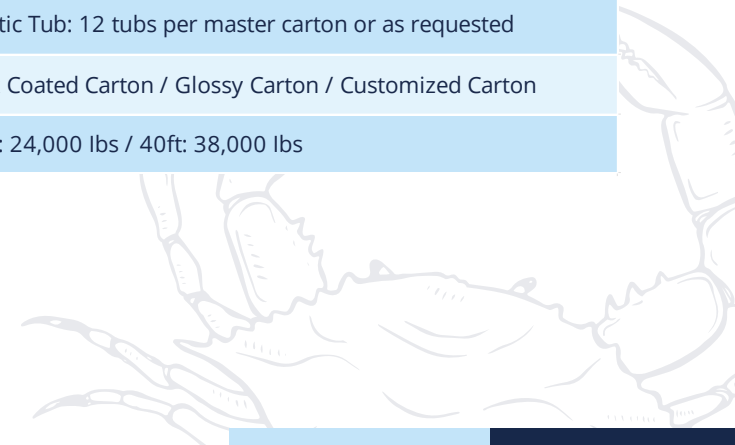 tic Tub: 12 tubs per master carton or as requested
Coated Carton / Glossy Carton / Customized Carton
: 24,000 lbs / 40ft: 38,000 lbs